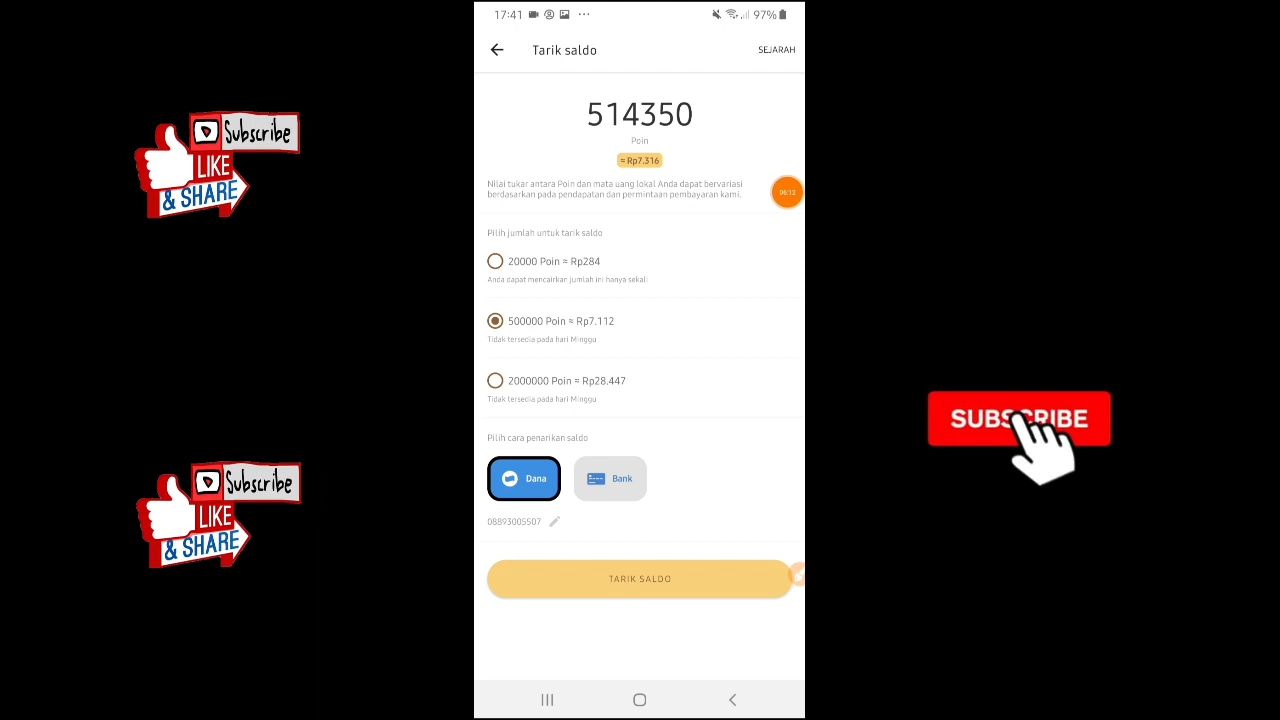 17:41
97%
Tarik saldo
SEJARAH
514350
Poin
≈ Rp7.316
Nilai tukar antara Poin dan mata uang lokal Anda dapat bervariasi
berdasarkan pada pendapatan dan permintaan pembayaran kami.
06:12
Pilih jumlah untuk tarik saldo
20000 Poin ≈ Rp284
Anda dapat mencairkan jumlah ini hanya sekali
500000 Poin ≈ Rp7.112
Tidak tersedia pada hari Minggu
2000000 Poin ≈ Rp28.447
Tidak tersedia pada hari Minggu
Pilih cara penarikan saldo
Dana
Bank
08893005507
TARIK SALDO
Subscribe
LIKE
& SHARE
Subscribe
LIKE
& SHARE
SUBSCRIBE